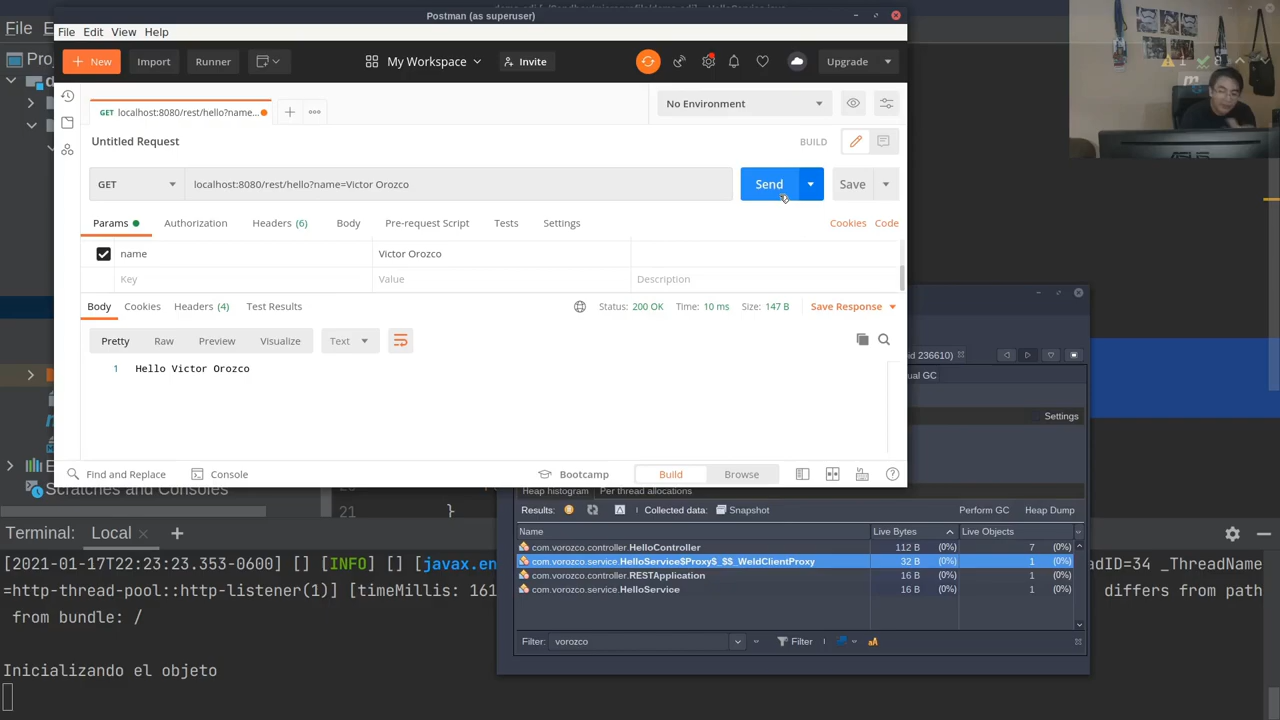 Postman (as superuser)
File Edit View Help
New Import Runner My Workspace Invite Upgrade
GET localhost:8080/rest/hello?name... No Environment
Untitled Request BUILD
GET localhost:8080/rest/hello?name=Victor Orozco Send Save
Params Authorization Headers (6) Body Pre-request Script Tests Settings Cookies Code
name Victor Orozco
Key Value Description
Body Cookies Headers (4) Test Results Status: 200 OK Time: 10 ms Size: 147 B Save Response
Pretty Raw Preview Visualize Text
1 Hello Victor Orozco
Find and Replace Console Bootcamp Build Browse
File
Pro
d
m
1 6
236610)
ual GC
Settings
Scratches and Consoles
21 }
Heap histogram Per thread allocations
Results: Collected data: Snapshot Perform GC Heap Dump
Name Live Bytes Live Objects
com.vorozco.controller.HelloController 112 B (0%) 7 (0%)
com.vorozco.service.HelloService$Proxy$_$$_WeldClientProxy 32 B (0%) 1 (0%)
com.vorozco.controller.RESTApplication 16 B (0%) 1 (0%)
com.vorozco.service.HelloService 16 B (0%) 1 (0%)
Filter: vorozco Filter aA
Terminal: Local
[2021-01-17T22:23:23.353-0600] [] [INFO] [] [javax.en
eadID=34 _ThreadName
=http-thread-pool::http-listener(1)] [timeMillis: 161
differs from path
from bundle: /
Inicializando el objeto